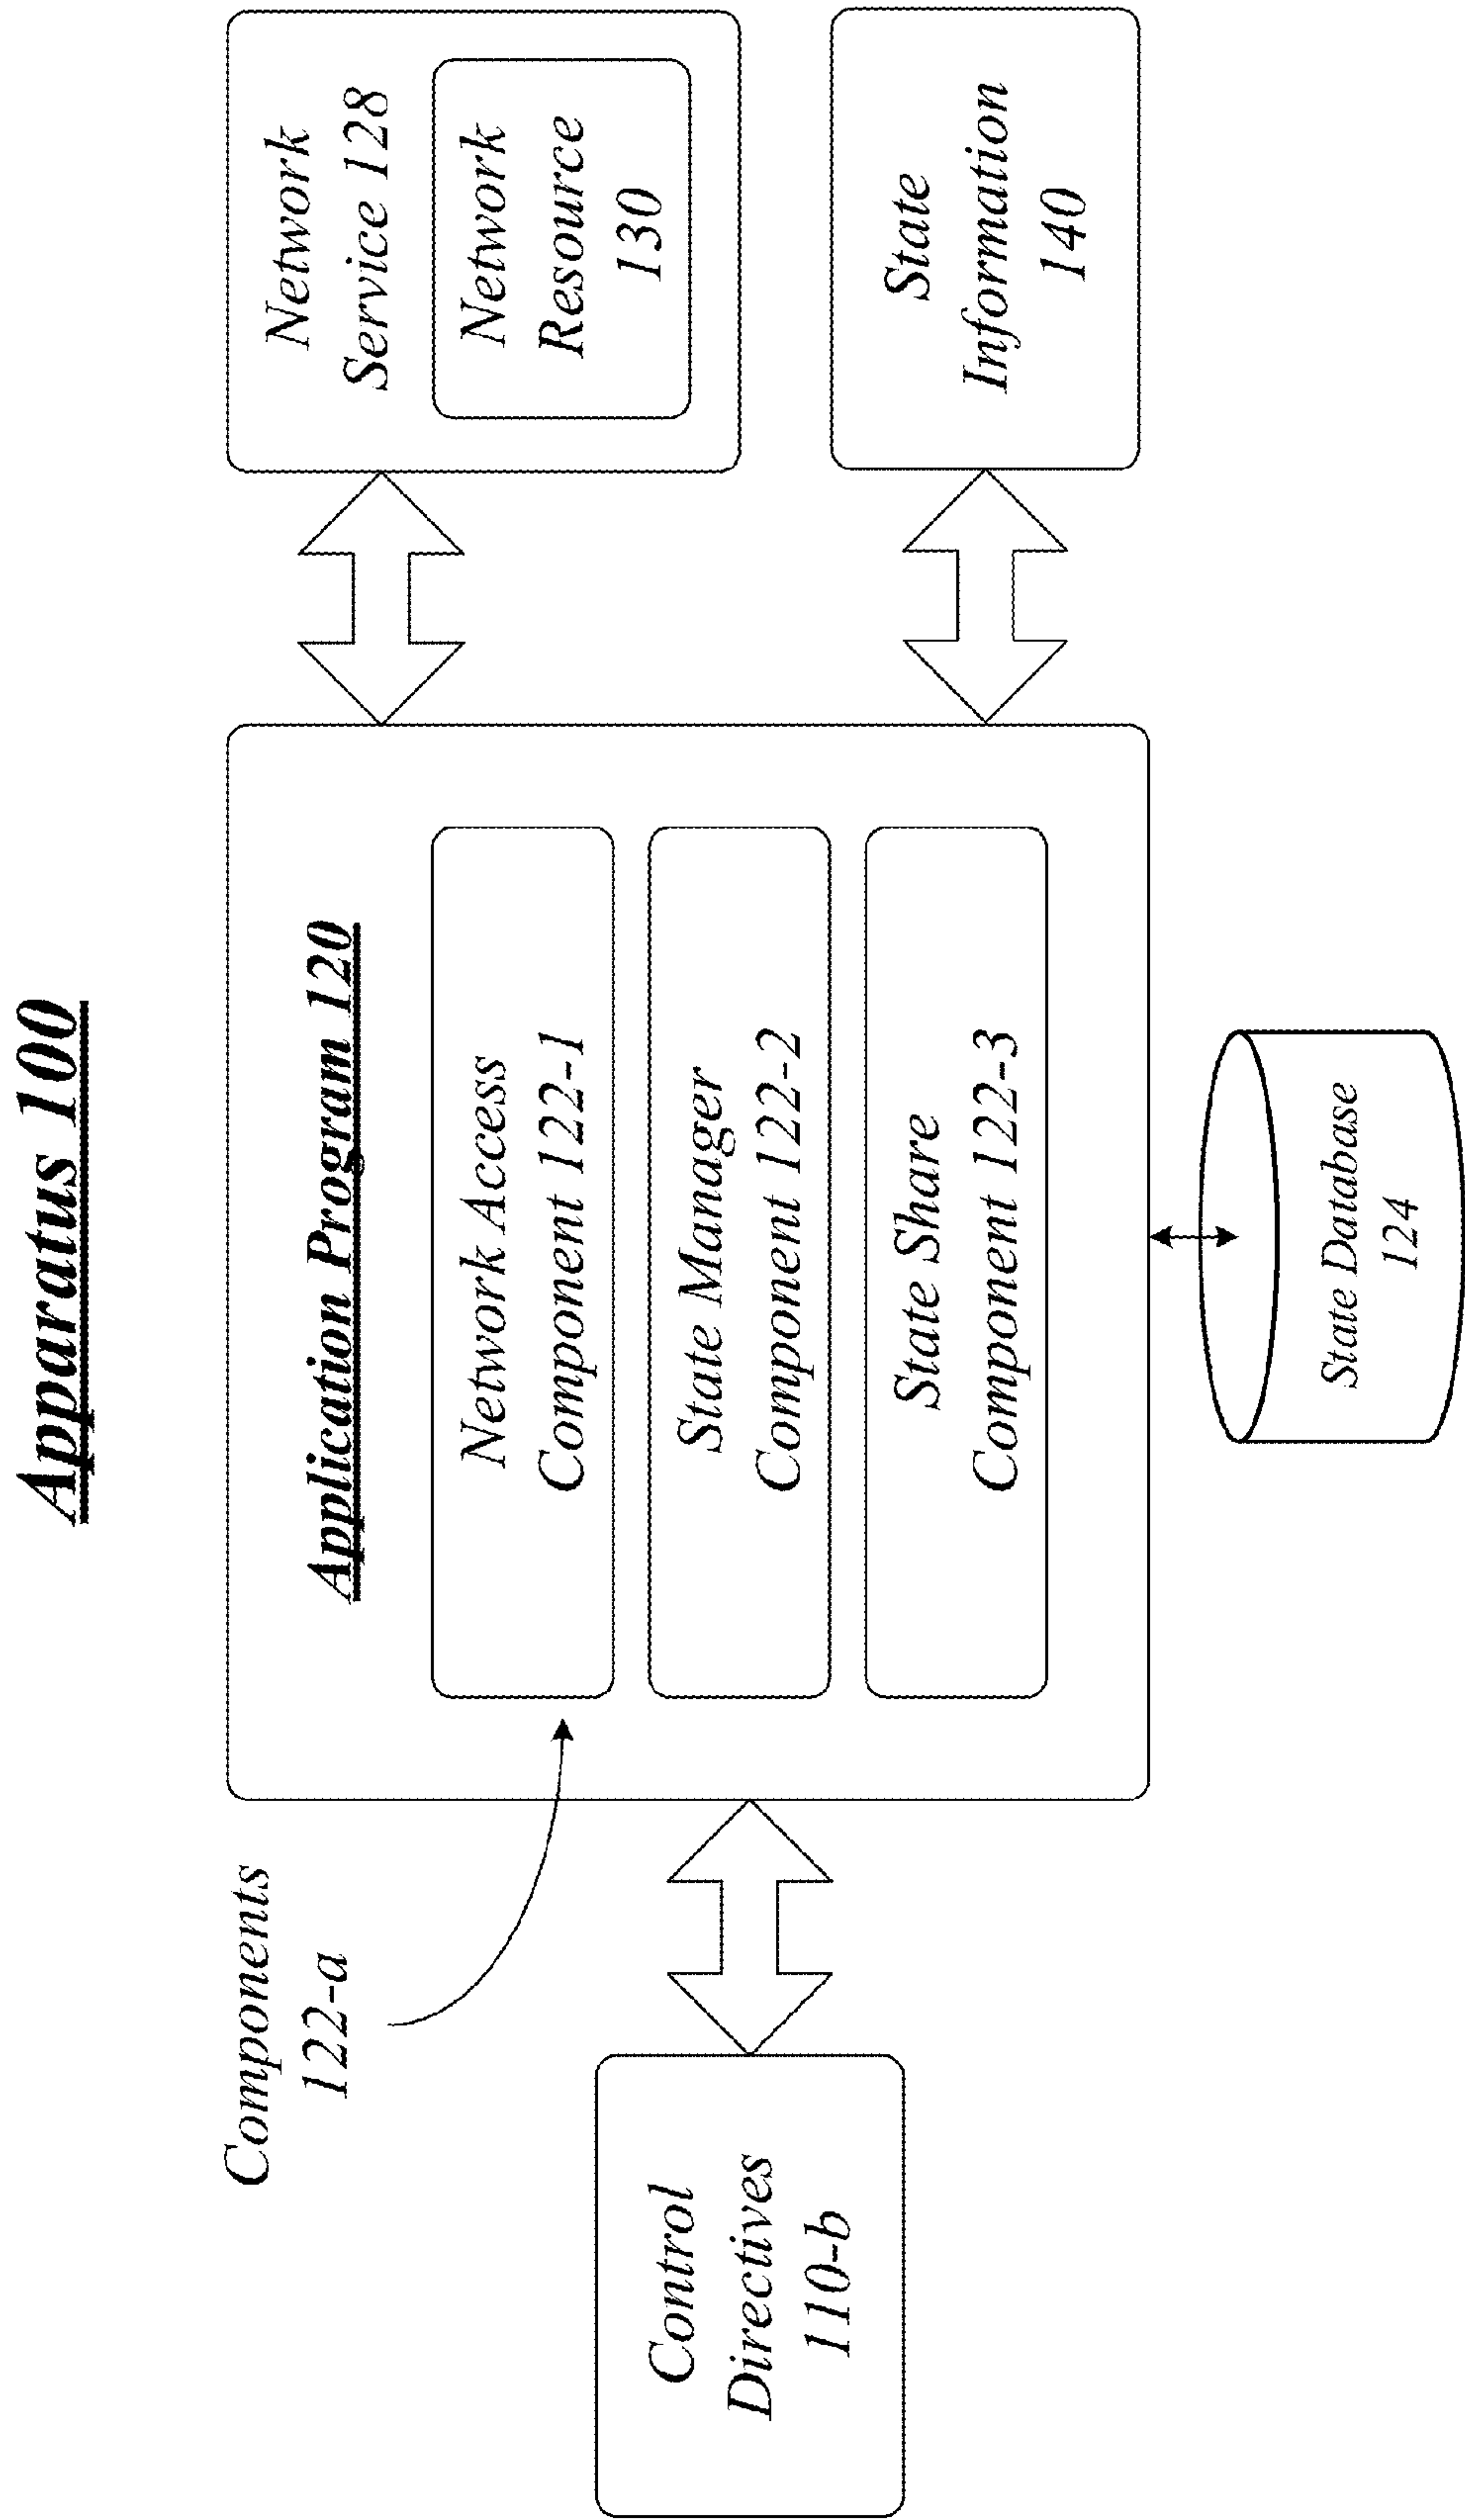 Apparatus 100
Components
122-a
Control
Directives
110-b
Application Program 120
Network Access
Component 122-1
State Manager
Component 122-2
State Share
Component 122-3
Network
Service 128
Network
Resource
130
State
Information
140
State Database
124